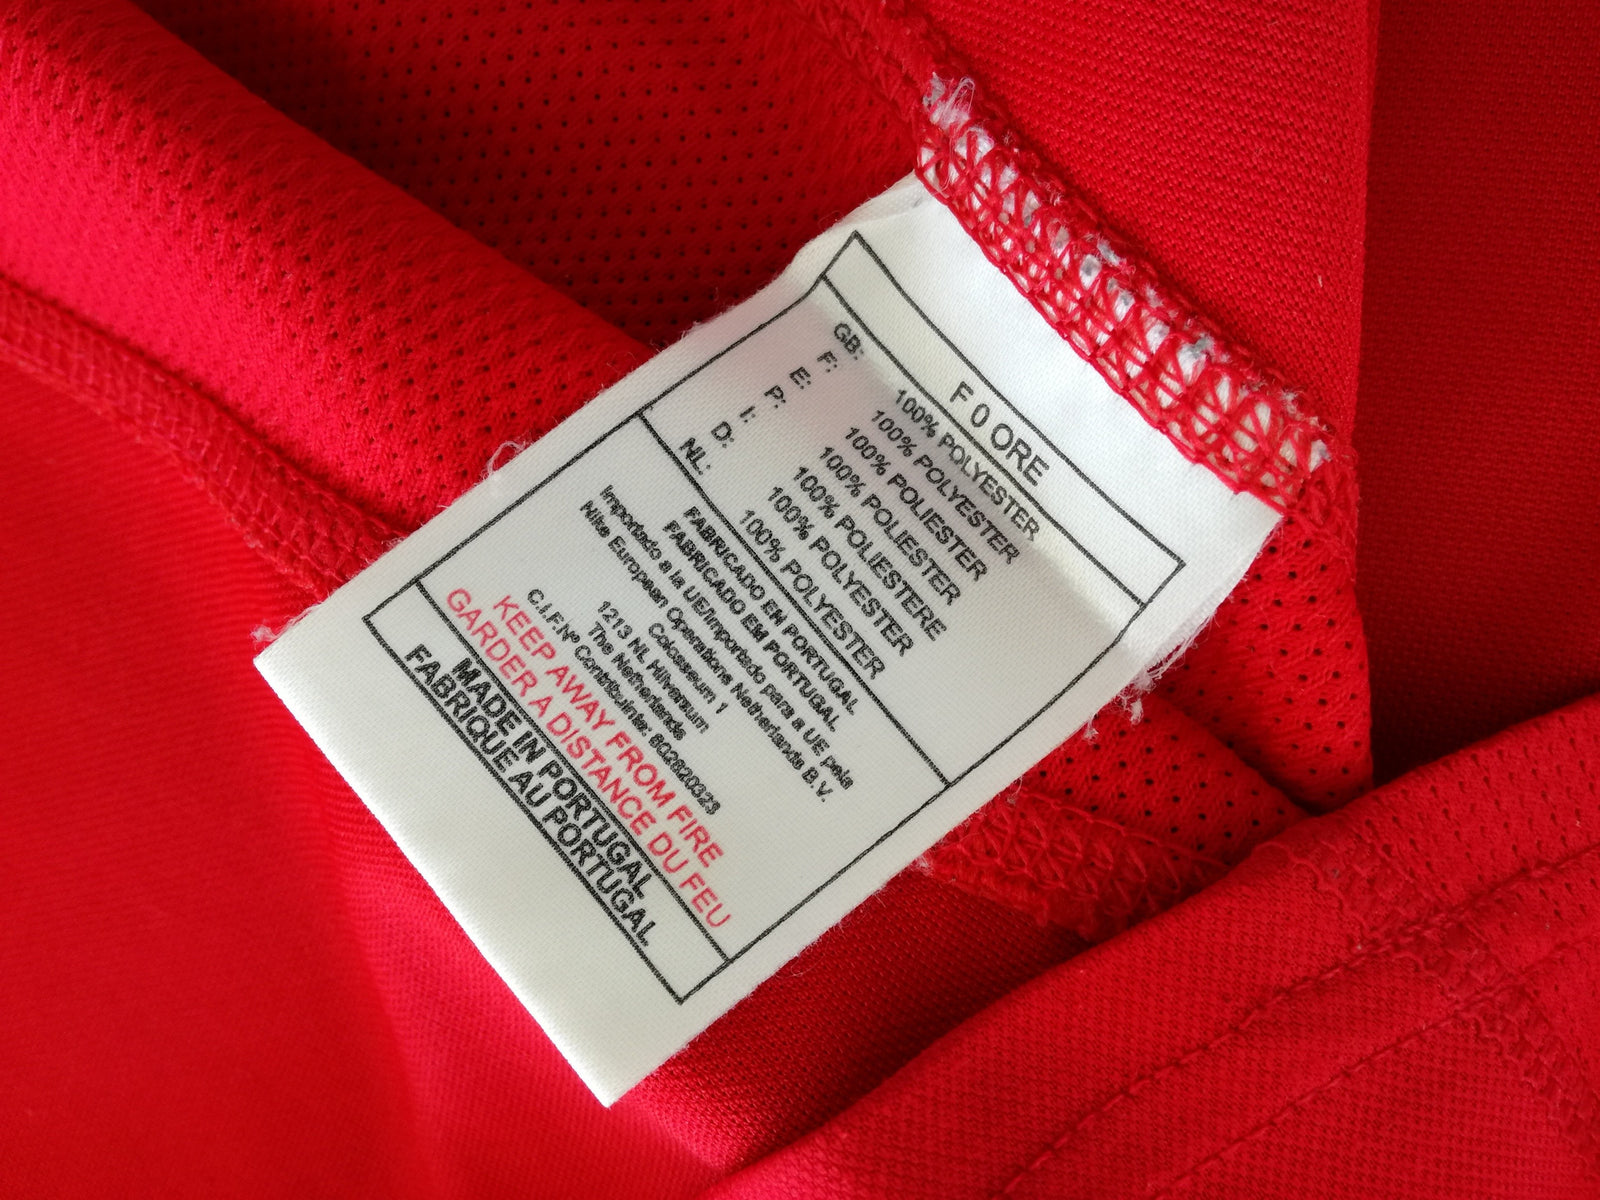 F 0 ORE
GB: 100% POLYESTER
F: 100% POLYESTER
E: 100% POLIESTER
P: 100% POLIESTER
I: 100% POLIESTERE
D: 100% POLYESTER
NL: 100% POLYESTER
FABRICADO EN PORTUGAL
FABRICADO EM PORTUGAL
Importado a la UE/Importado para a UE pela
Nike European Operations Netherlands B.V.
Colosseum 1
1213 NL Hilversum
The Netherlands
C.I.F.Nº Contribuinte: 802820323
KEEP AWAY FROM FIRE
GARDER A DISTANCE DU FEU
MADE IN PORTUGAL
FABRIQUE AU PORTUGAL